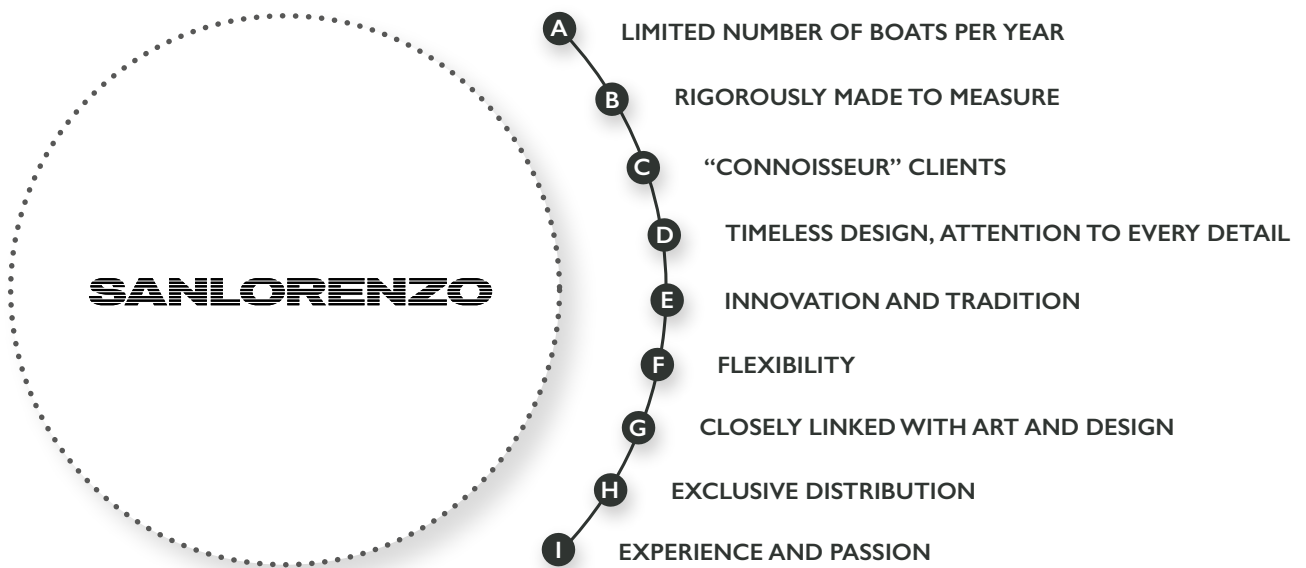 SANLORENZO
A LIMITED NUMBER OF BOATS PER YEAR
B RIGOROUSLY MADE TO MEASURE
C “CONNOISSEUR” CLIENTS
D TIMELESS DESIGN, ATTENTION TO EVERY DETAIL
E INNOVATION AND TRADITION
F FLEXIBILITY
G CLOSELY LINKED WITH ART AND DESIGN
H EXCLUSIVE DISTRIBUTION
I EXPERIENCE AND PASSION